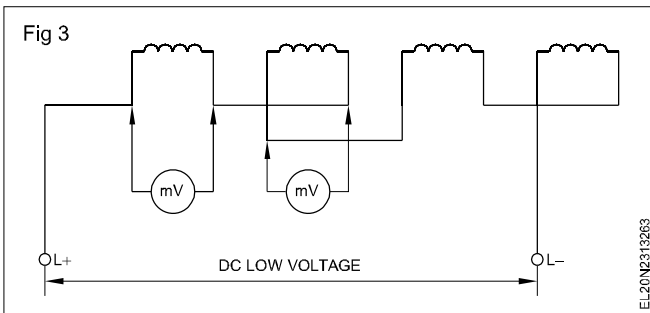 Fig 3
mV
mV
L+
DC LOW VOLTAGE
L–
EL20N2313263